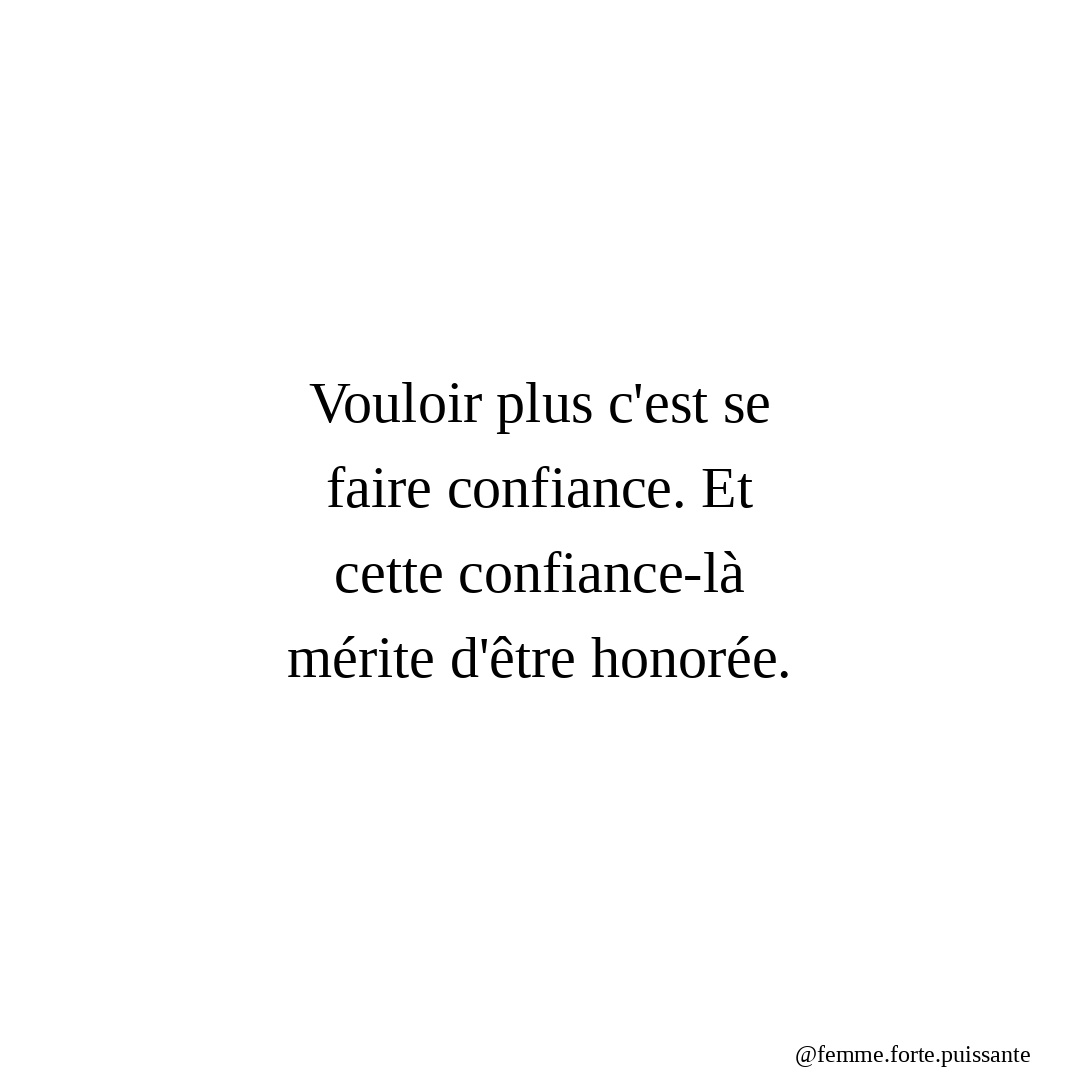 Vouloir plus c'est se
faire confiance. Et
cette confiance-là
mérite d'être honorée.
@femme.forte.puissante